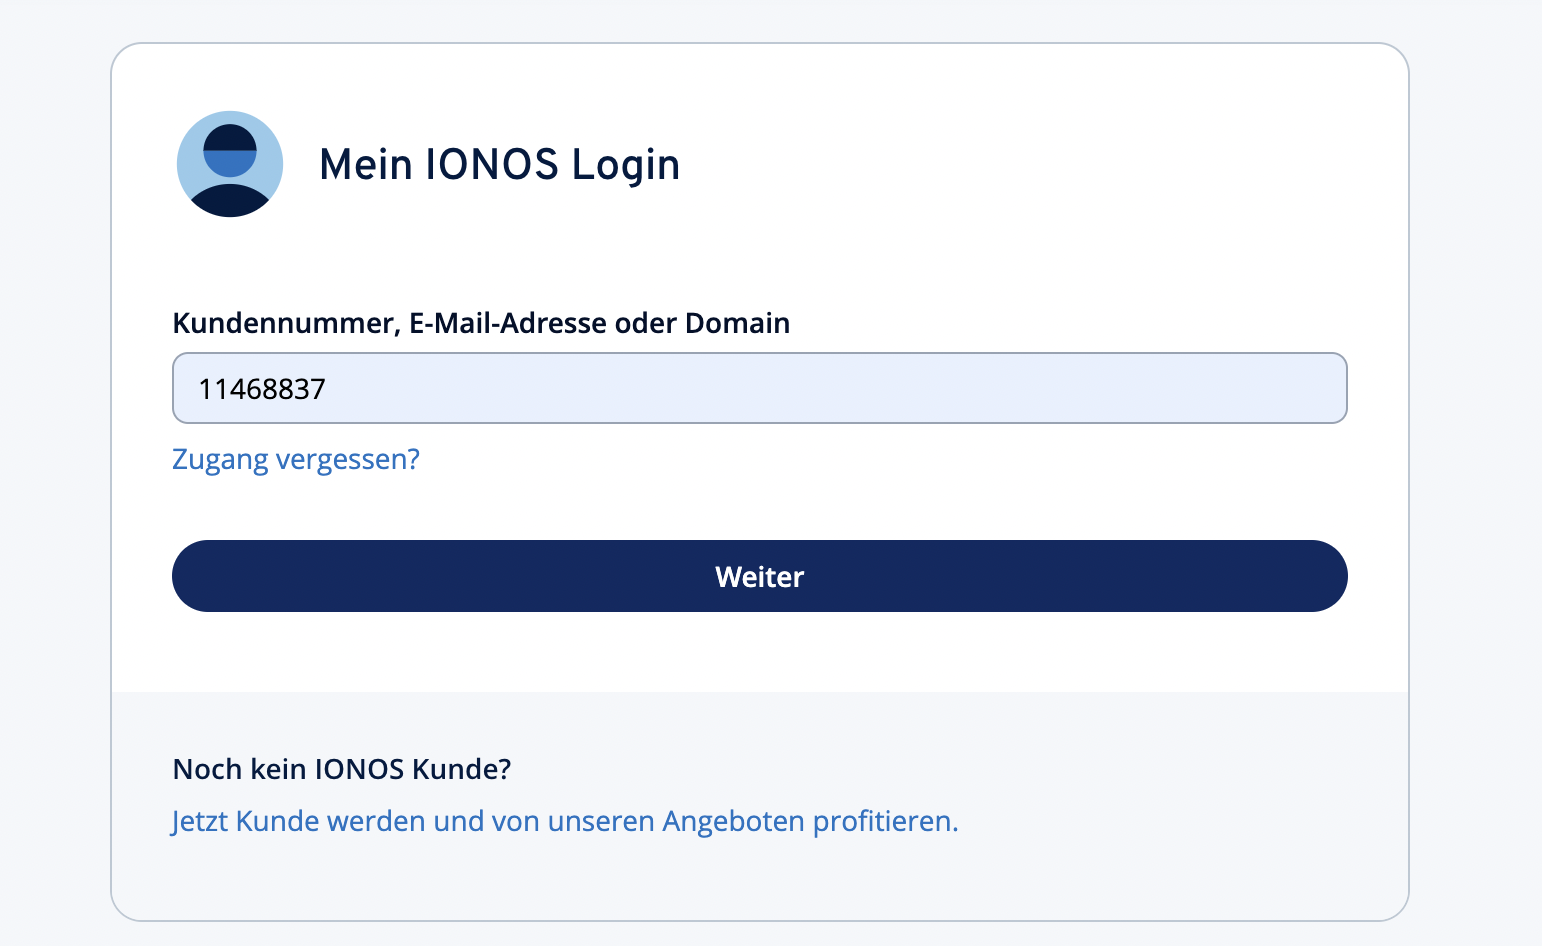 Mein IONOS Login
Kundennummer, E-Mail-Adresse oder Domain
11468837
Zugang vergessen?
Weiter
Noch kein IONOS Kunde?
Jetzt Kunde werden und von unseren Angeboten profitieren.